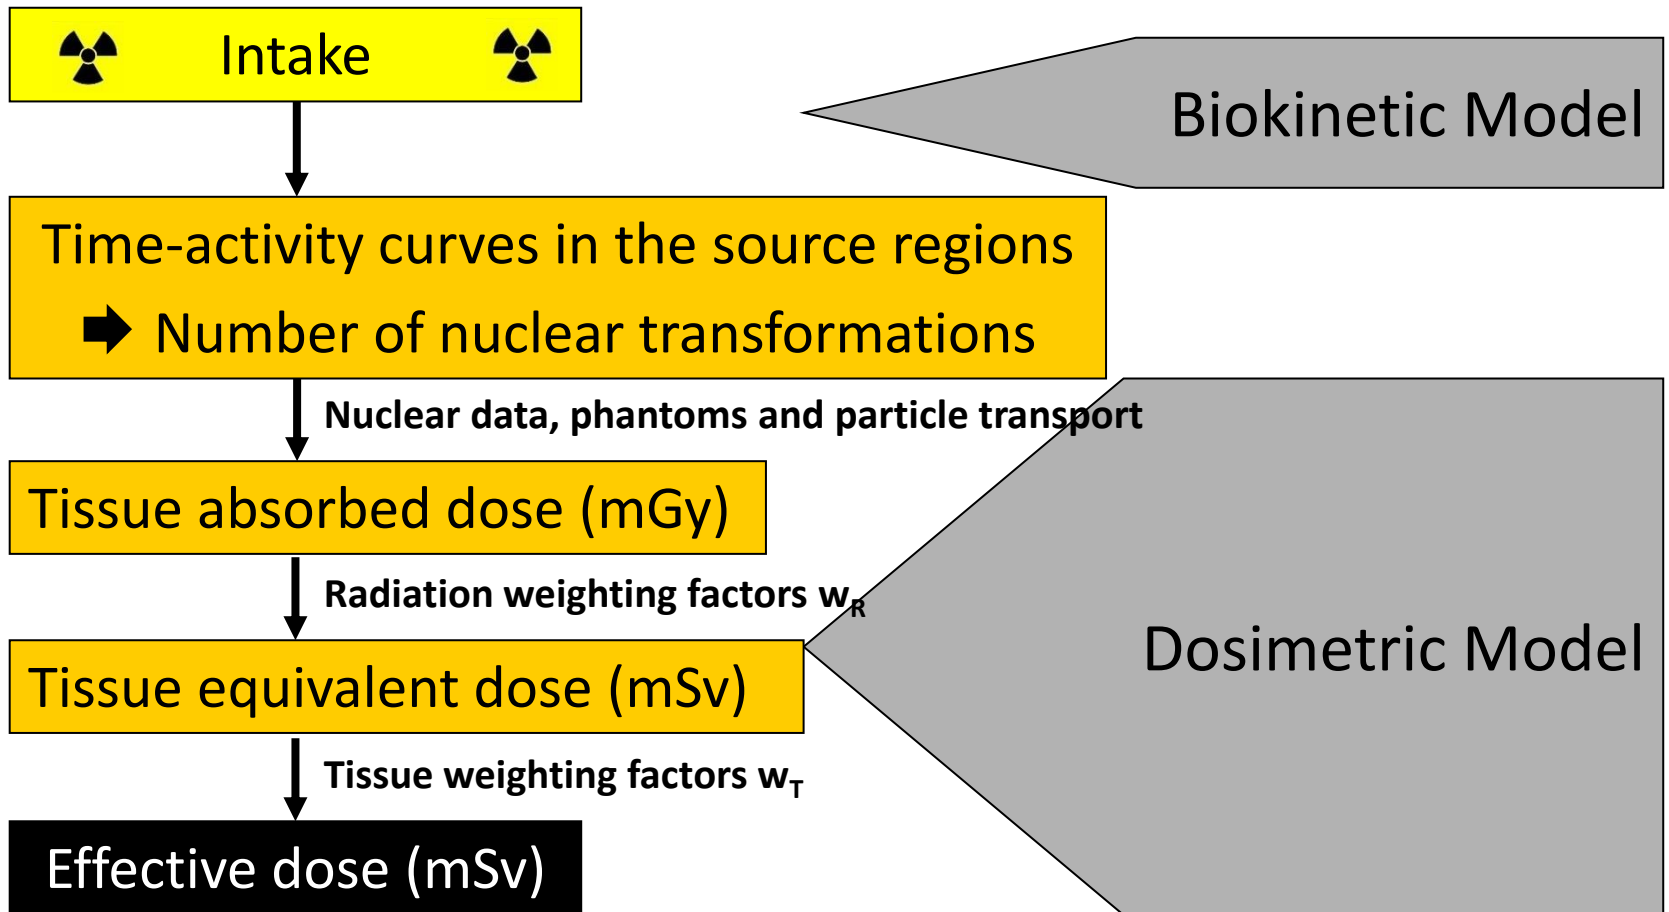 Intake
Biokinetic Model
Time-activity curves in the source regions
Number of nuclear transformations
Nuclear data, phantoms and particle transport
Tissue absorbed dose (mGy)
Radiation weighting factors wR
Dosimetric Model
Tissue equivalent dose (mSv)
Tissue weighting factors wT
Effective dose (mSv)